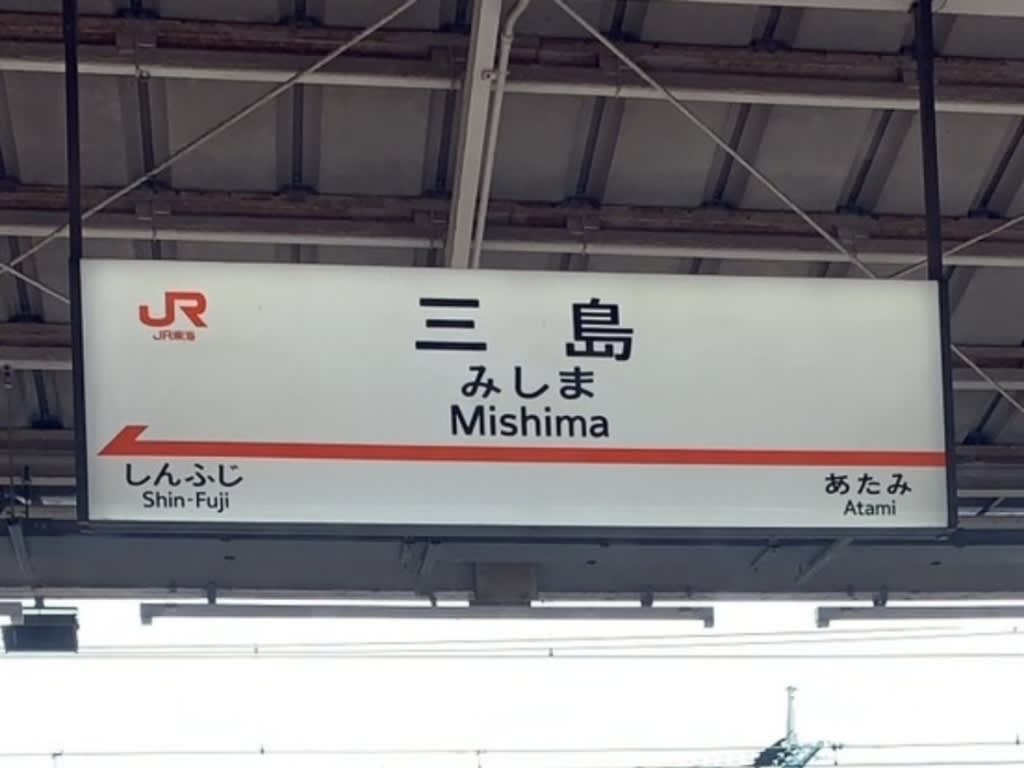 JR
JR東海
三島
みしま
Mishima
しんふじ
Shin-Fuji
あたみ
Atami